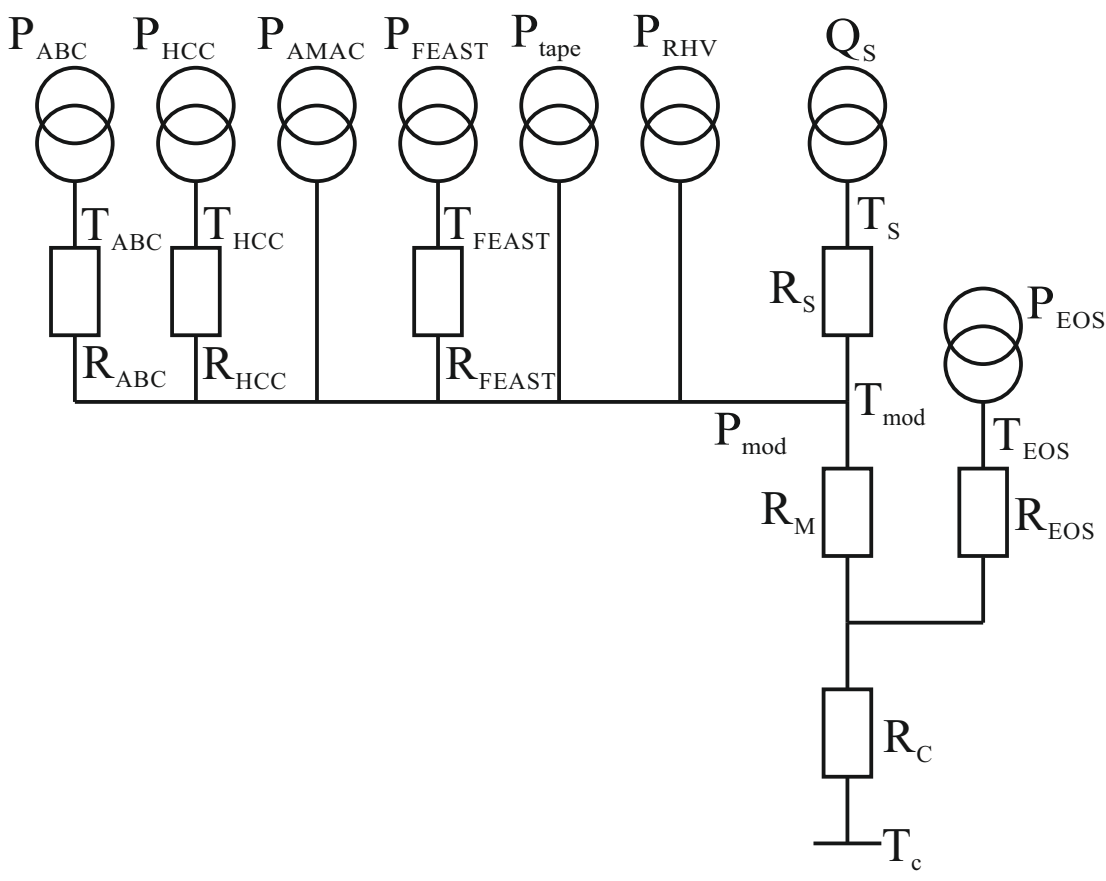 P_ABC P_HCC P_AMAC P_FEAST P_tape P_RHV Q_S
T_ABC T_HCC T_FEAST T_S
R_S P_EOS
R_ABC R_HCC R_FEAST
T_mod
P_mod T_EOS
R_M R_EOS
R_C
T_c